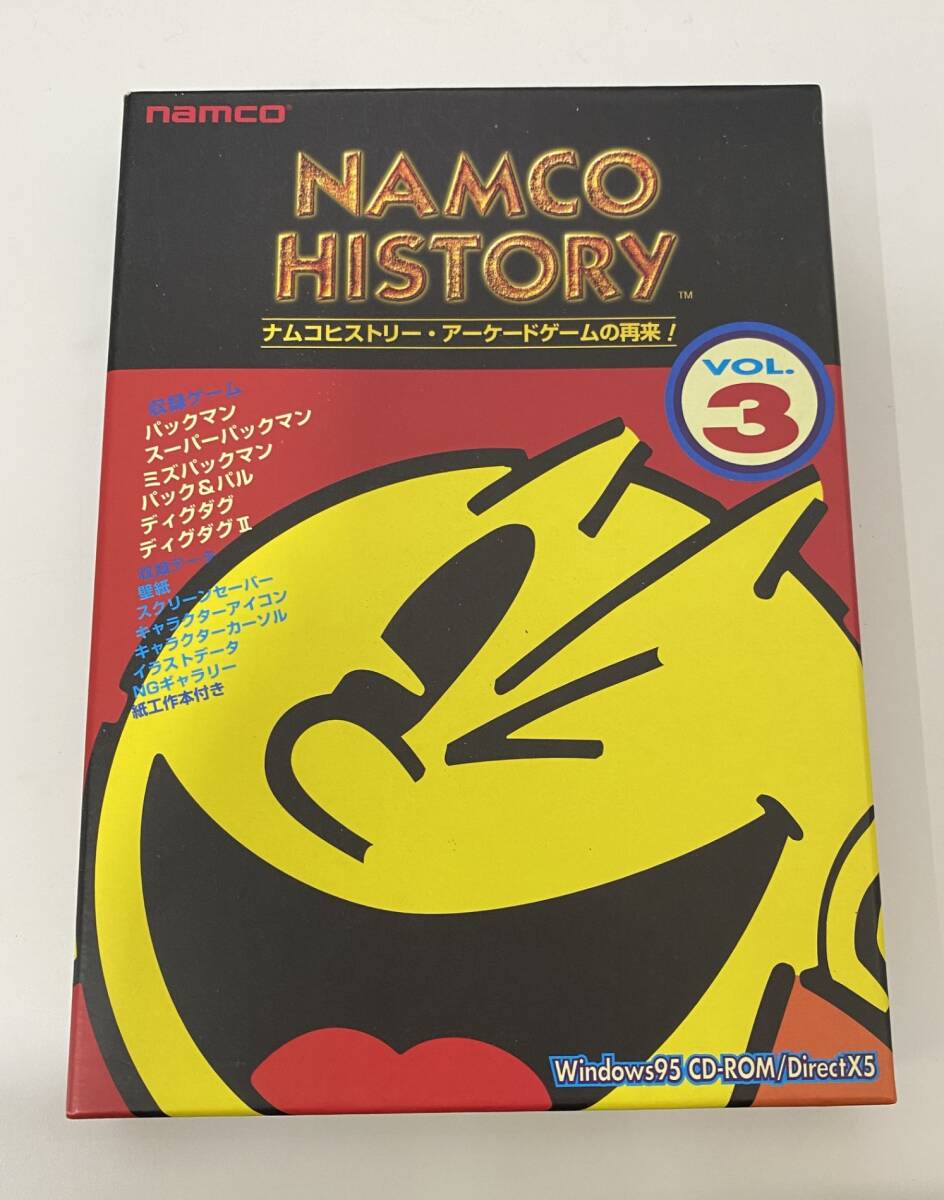 namco
NAMCO
HISTORY™
ナムコヒストリー・アーケードゲームの再来!
VOL.
3
収録ゲーム
パックマン
スーパーパックマン
ミズパックマン
パック&パル
ディグダグ
ディグダグⅡ
収録データ
壁紙
スクリーンセーバー
キャラクターアイコン
キャラクターカーソル
イラストデータ
NGギャラリー
紙工作本付き
Windows95 CD-ROM/DirectX5